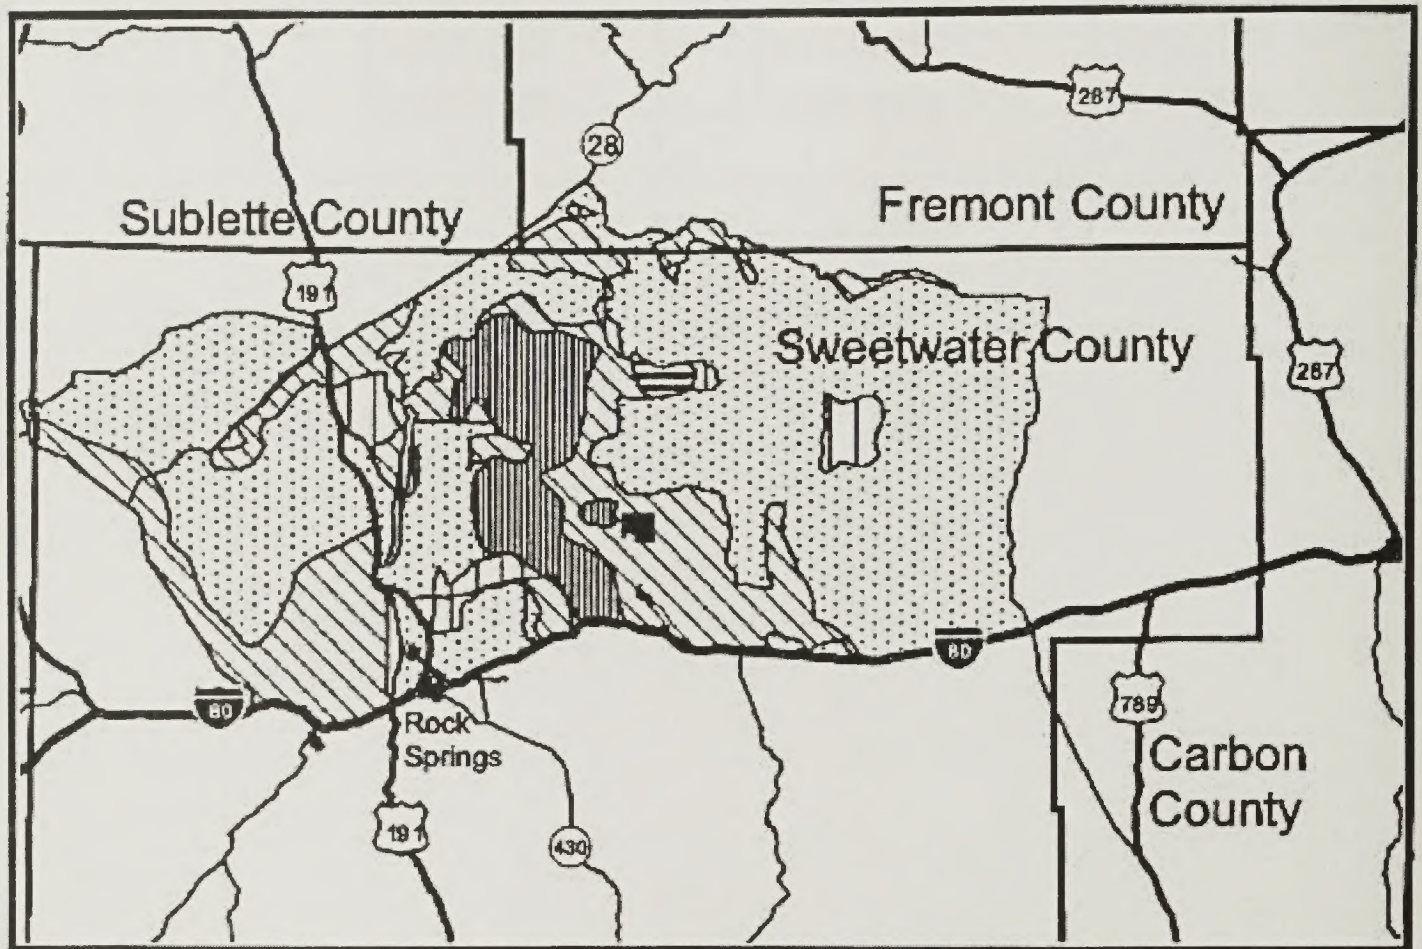 287
28
Sublette County
Fremont County
191
Sweetwater County
287
80
80
789
Rock
Springs
Carbon
County
191
430